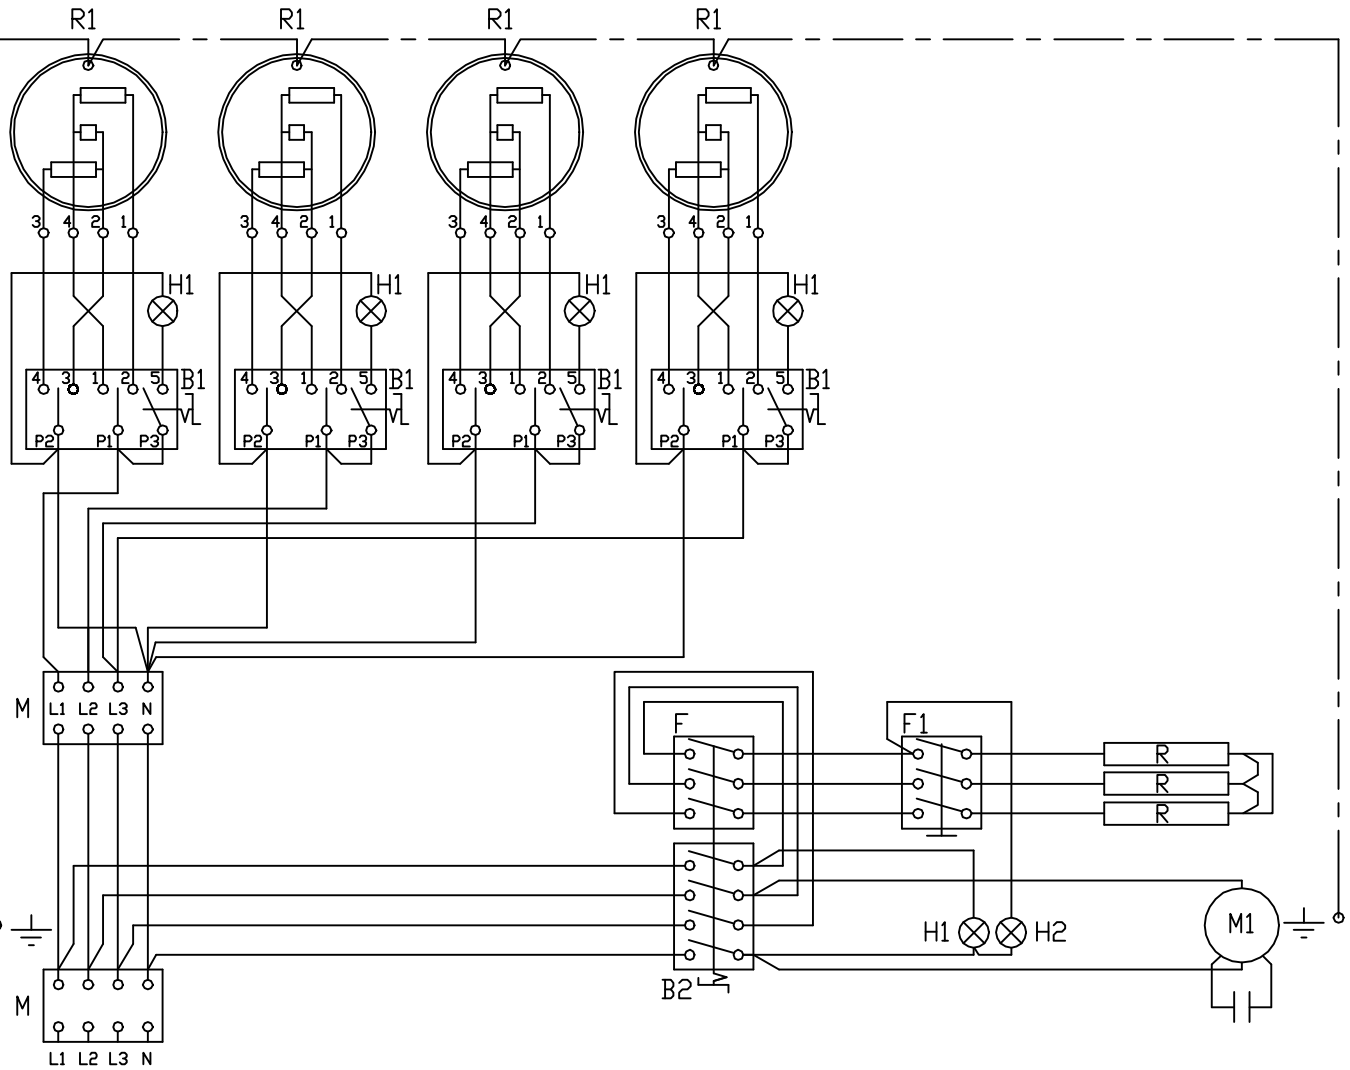 R1 R1 R1 R1
3 4 2 1 3 4 2 1 3 4 2 1 3 4 2 1
H1 H1 H1 H1
4 3 1 2 5 B1 4 3 1 2 5 B1 4 3 1 2 5 B1 4 3 1 2 5 B1
P2 P1 P3 P2 P1 P3 P2 P1 P3 P2 P1 P3
M L1 L2 L3 N
F F1
R
R
R
H1 H2 M1
B2
M
L1 L2 L3 N